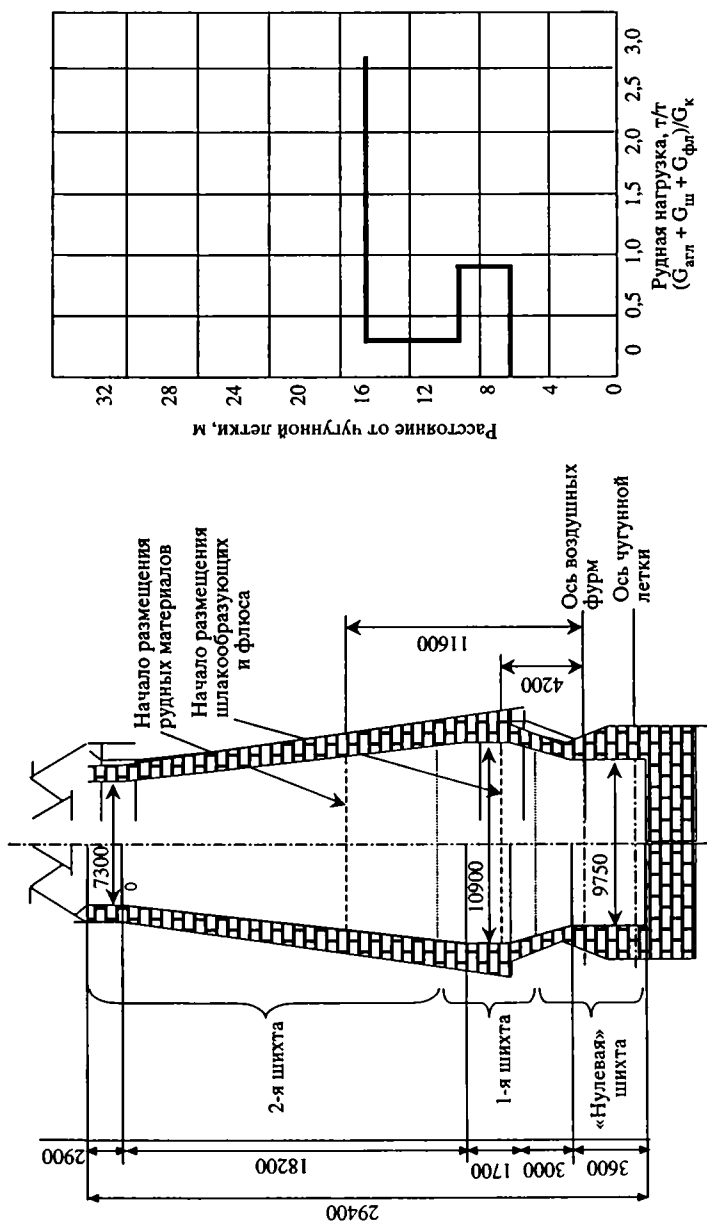 2900
18200
1700
3000
3600
29400
2-я шихта
1-я шихта
«Нулевая»
шихта
7300
0
10900
9750
Начало размещения
рудных материалов
Начало размещения
шлакообразующих
и флюса
11600
4200
Ось воздушных
фурм
Ось чугунной
летки
Расстояние от чугунной летки, м
32
28
24
20
16
12
8
4
0
0
0,5
1,0
1,5
2,0
2,5
3,0
Рудная нагрузка, т/т
(Gагл + Gш + Gфл)/Gк